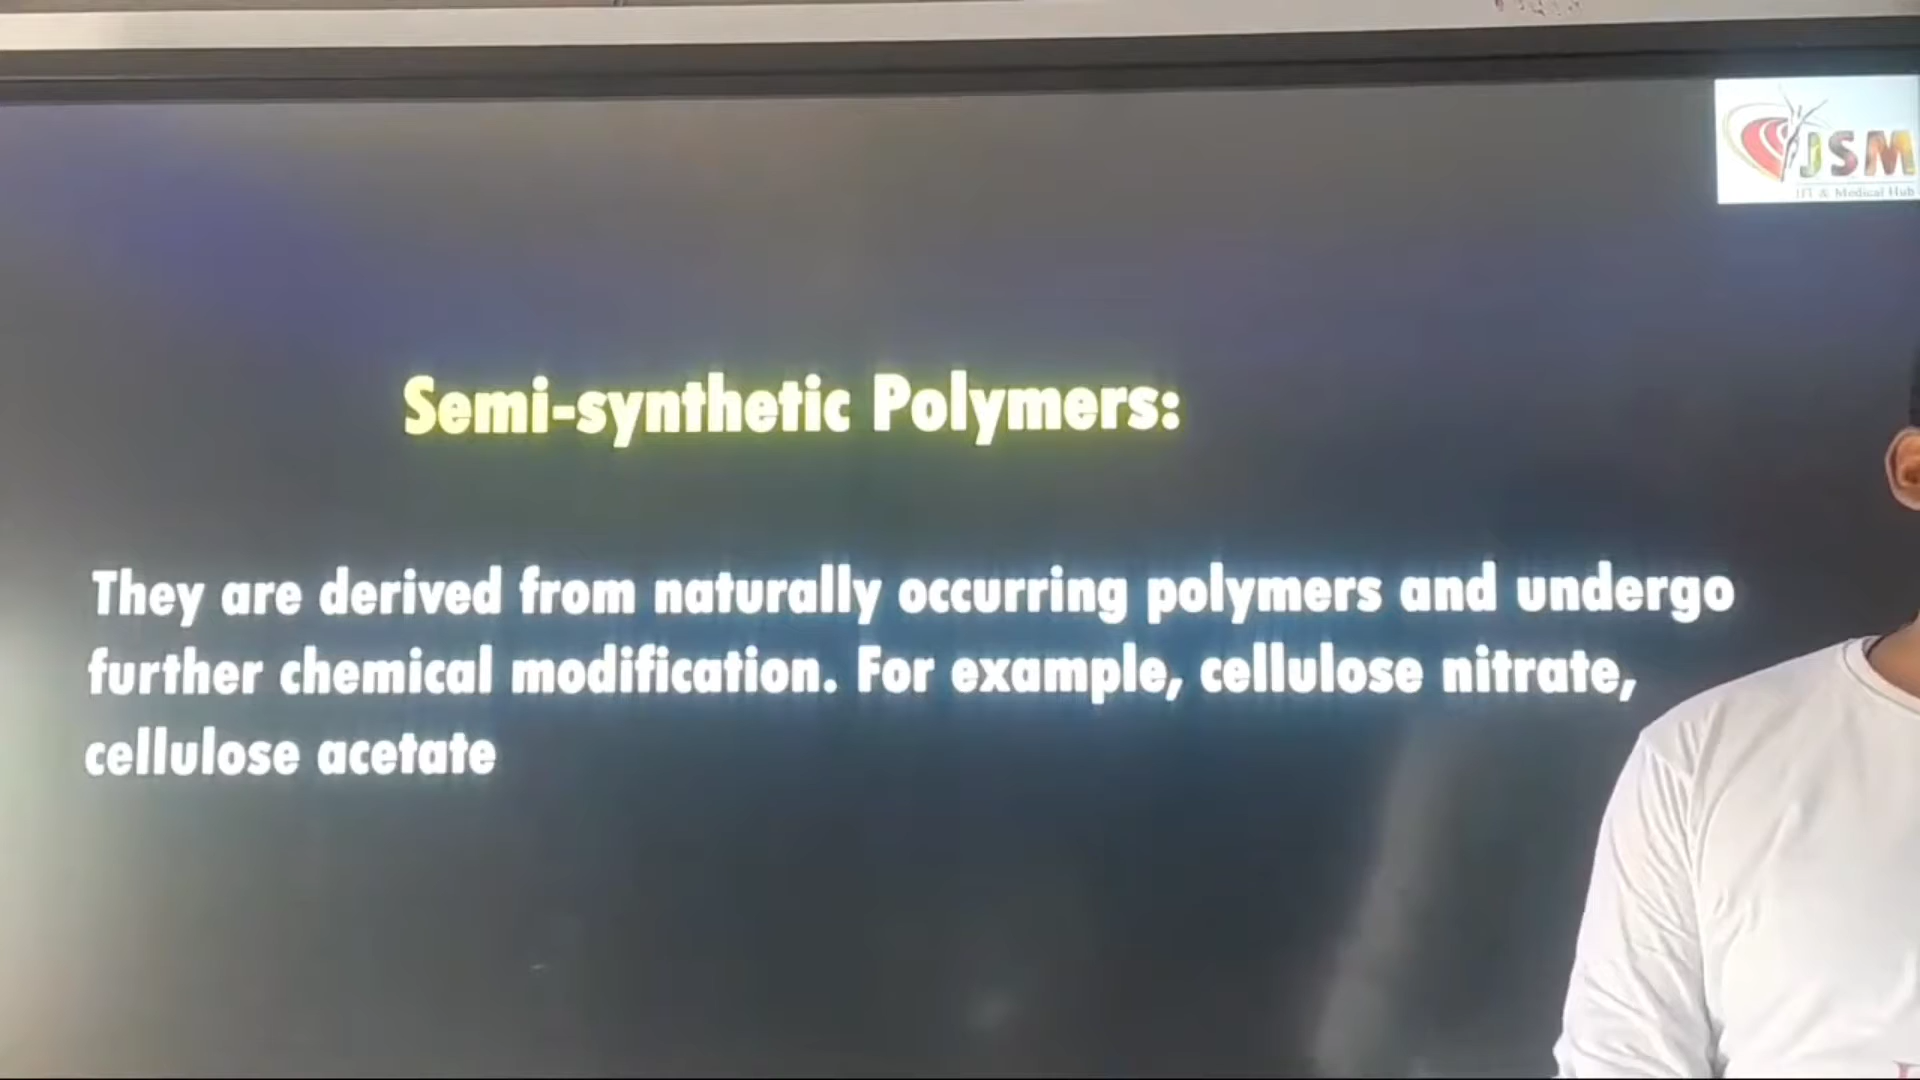 JSM
IIT & Medical Hub
Semi-synthetic Polymers:
They are derived from naturally occurring polymers and undergo
further chemical modification. For example, cellulose nitrate,
cellulose acetate